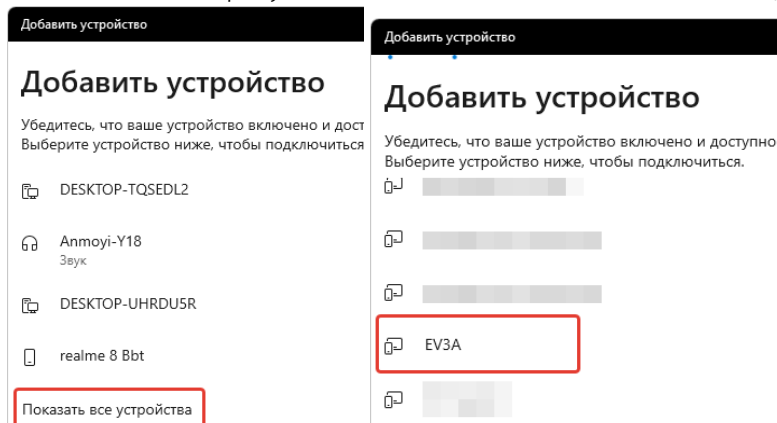 Добавить устройство
Добавить устройство
Убедитесь, что ваше устройство включено и дост
Выберите устройство ниже, чтобы подключиться
DESKTOP-TQSEDL2
Anmoyi-Y18
Звук
DESKTOP-UHRDU5R
realme 8 Bbt
Показать все устройства
Добавить устройство
Добавить устройство
Убедитесь, что ваше устройство включено и доступно
Выберите устройство ниже, чтобы подключиться.
EV3A